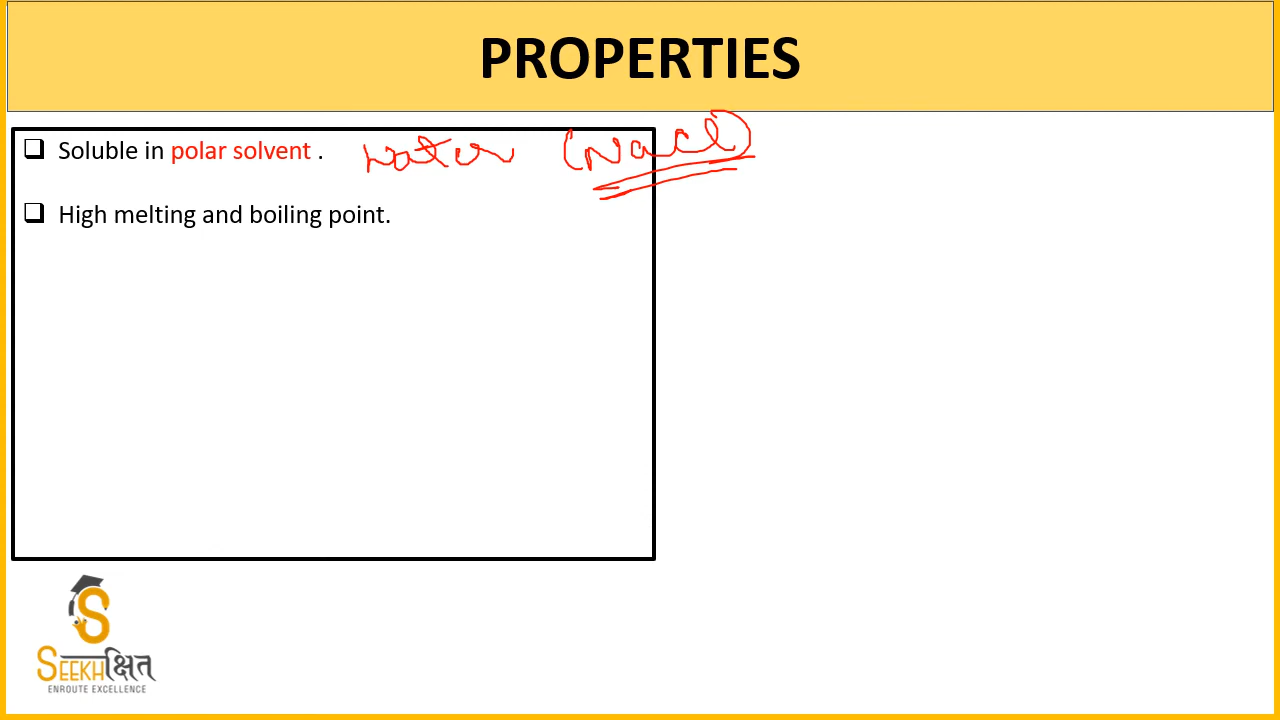 PROPERTIES
❑ Soluble in polar solvent . water (Nacl)
❑ High melting and boiling point.
S
SEEKHक्षित
ENROUTE EXCELLENCE